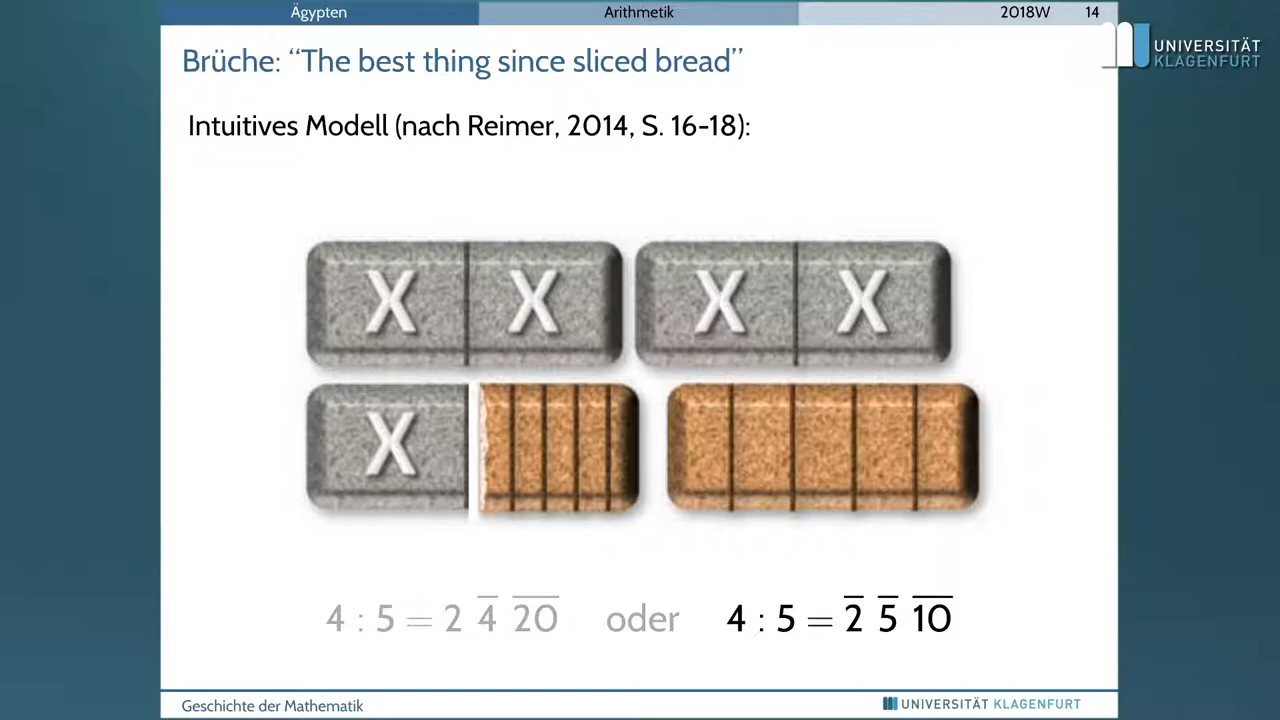 Ägypten Arithmetik 2018W 14
UNIVERSITÄT
KLAGENFURT
Brüche: “The best thing since sliced bread”
Intuitives Modell (nach Reimer, 2014, S. 16-18):
X X X X
X
4 : 5 = 2 4̅ 2̅0̅ oder 4 : 5 = 2̅ 5̅ 1̅0̅
Geschichte der Mathematik UNIVERSITÄT KLAGENFURT